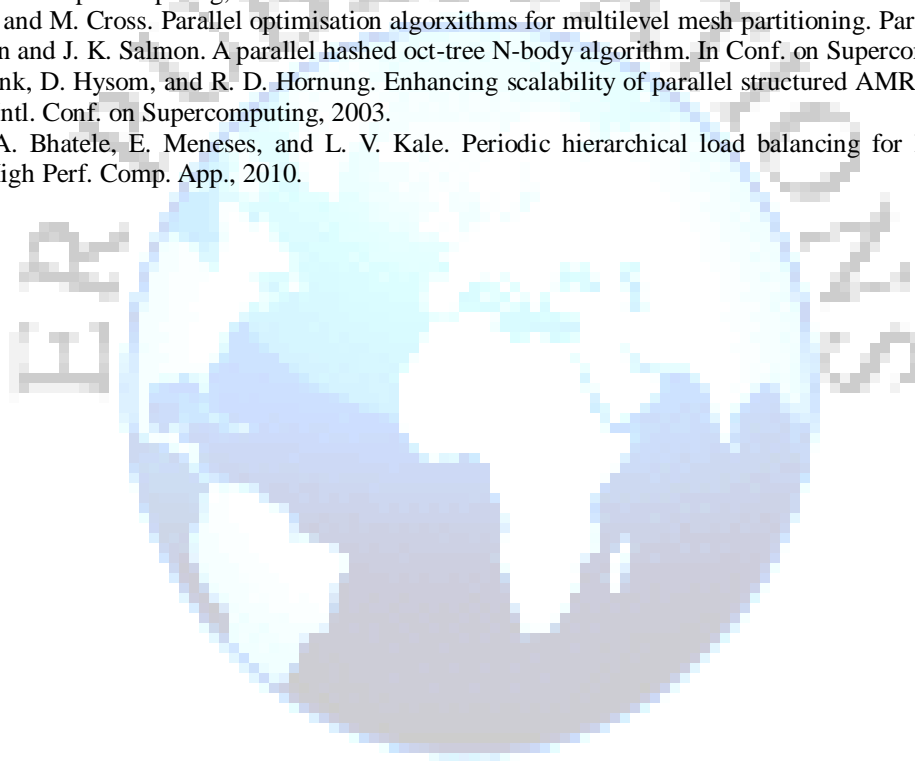 and M. Cross. Parallel optimisation algorxithms for multilevel mesh partitioning. Par
n and J. K. Salmon. A parallel hashed oct-tree N-body algorithm. In Conf. on Supercon
nk, D. Hysom, and R. D. Hornung. Enhancing scalability of parallel structured AMR
ntl. Conf. on Supercomputing, 2003.
A. Bhatele, E. Meneses, and L. V. Kale. Periodic hierarchical load balancing for
igh Perf. Comp. App., 2010.